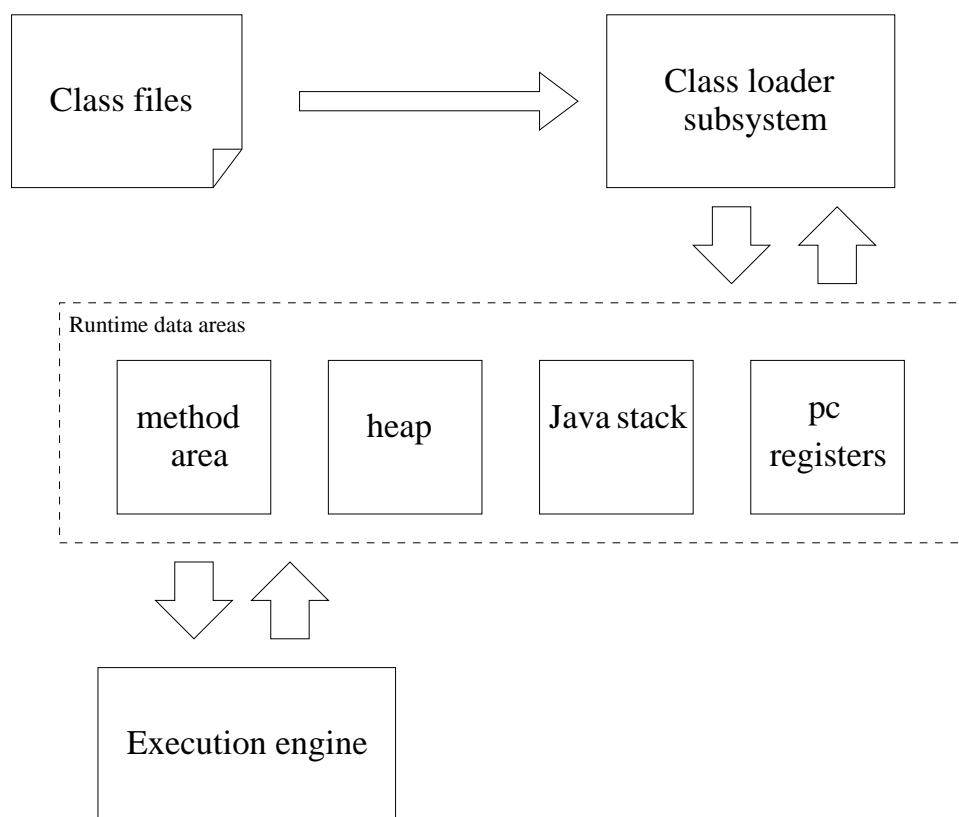 Class files
Class loader
subsystem
Runtime data areas
method
area
heap
Java stack
pc
registers
Execution engine